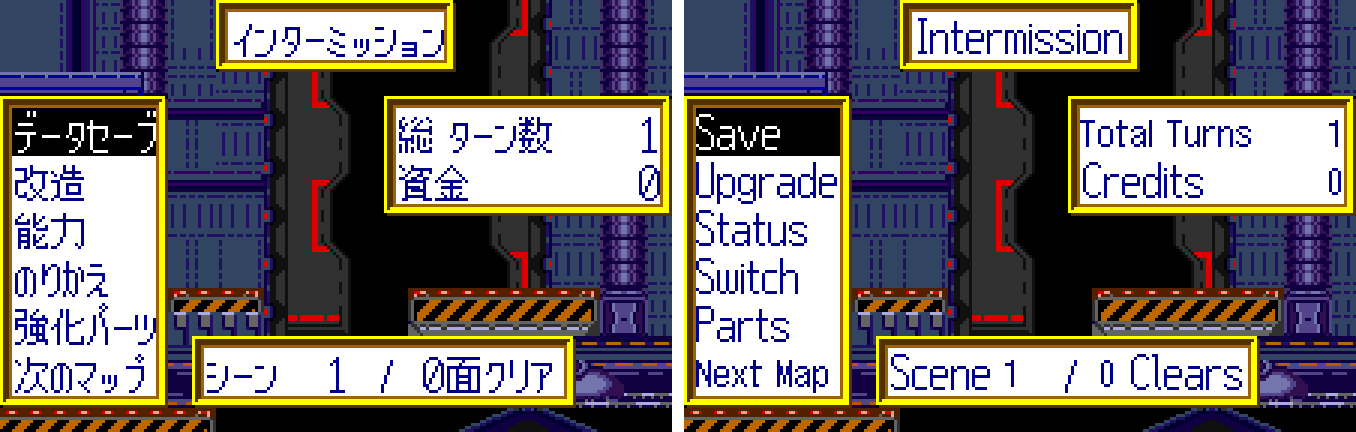 インターミッション
データセーブ
改造
能力
のりかえ
強化パーツ
次のマップ
総 ターン数 1
資金 0
シーン 1 / 0面クリア
Intermission
Save
Upgrade
Status
Switch
Parts
Next Map
Total Turns 1
Credits 0
Scene 1 / 0 Clears